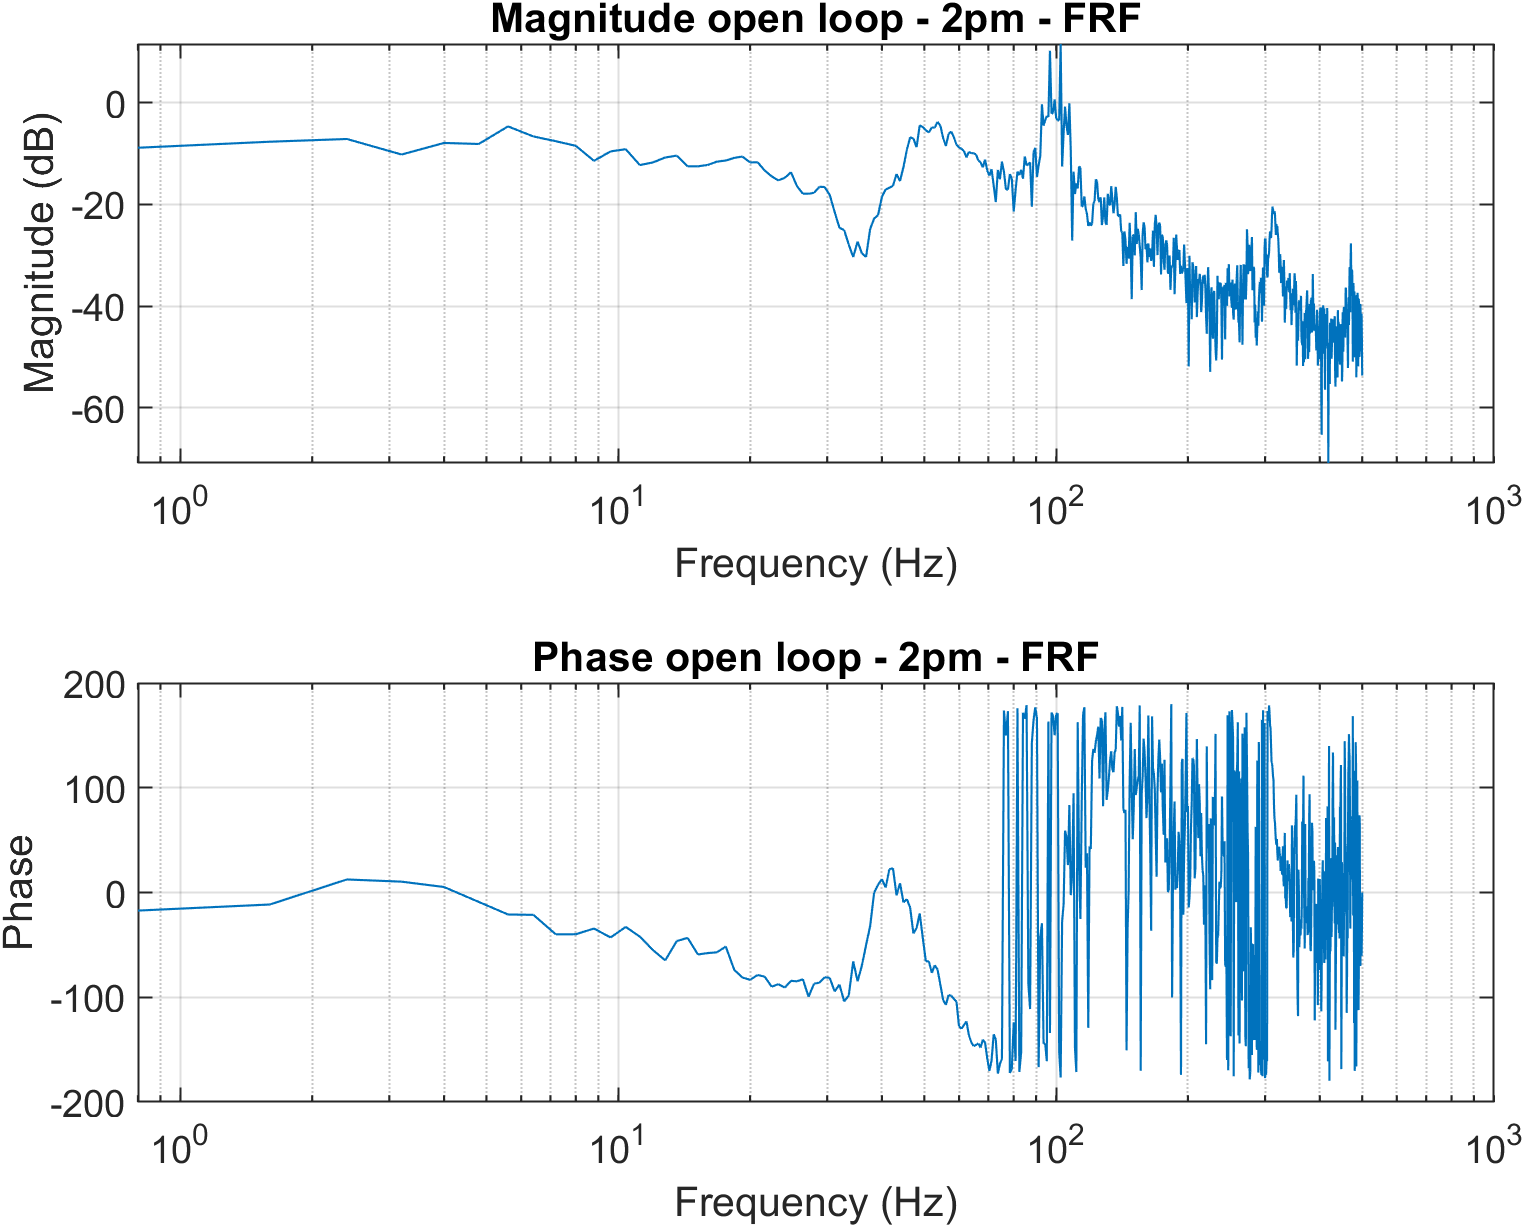 Magnitude open loop - 2pm - FRF
Magnitude (dB)
0
-20
-40
-60
10^0 10^1 10^2 10^3
Frequency (Hz)
Phase open loop - 2pm - FRF
Phase
200
100
0
-100
-200
10^0 10^1 10^2 10^3
Frequency (Hz)